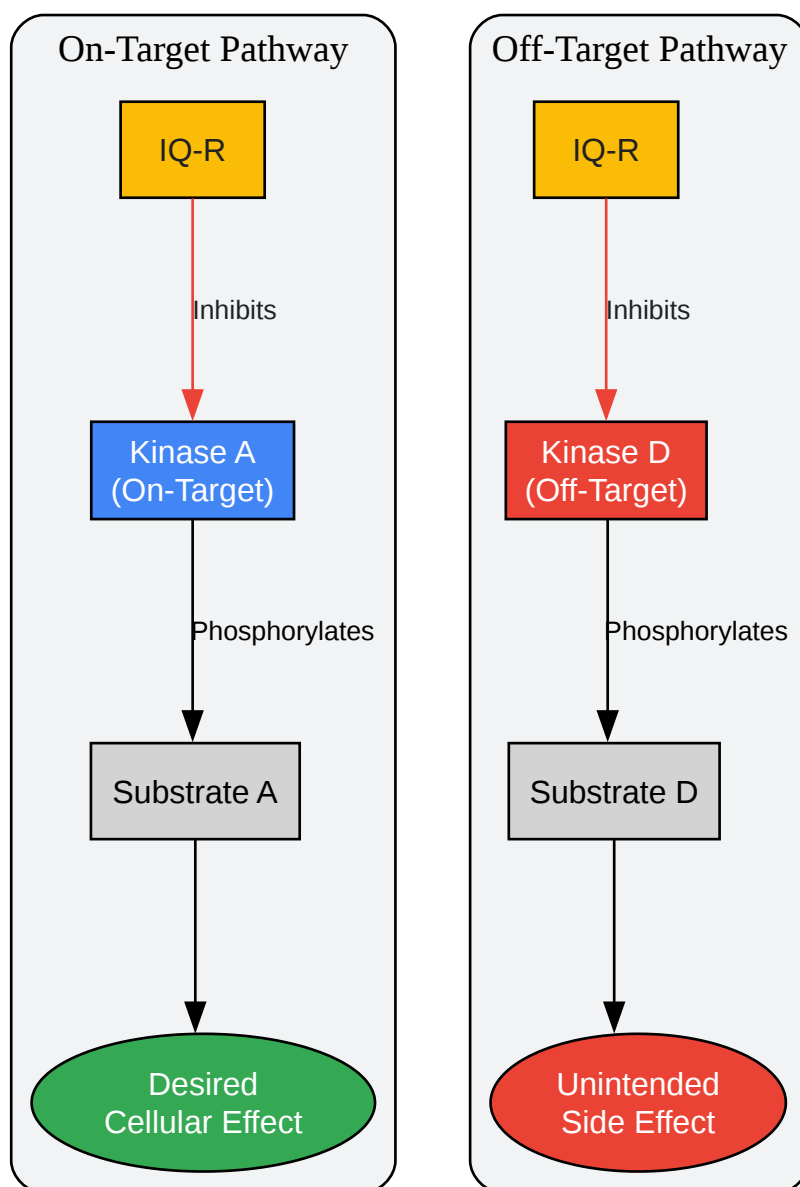 On-Target Pathway
IQ-R
Inhibits
Kinase A
(On-Target)
Phosphorylates
Substrate A
Desired
Cellular Effect
Off-Target Pathway
IQ-R
Inhibits
Kinase D
(Off-Target)
Phosphorylates
Substrate D
Unintended
Side Effect